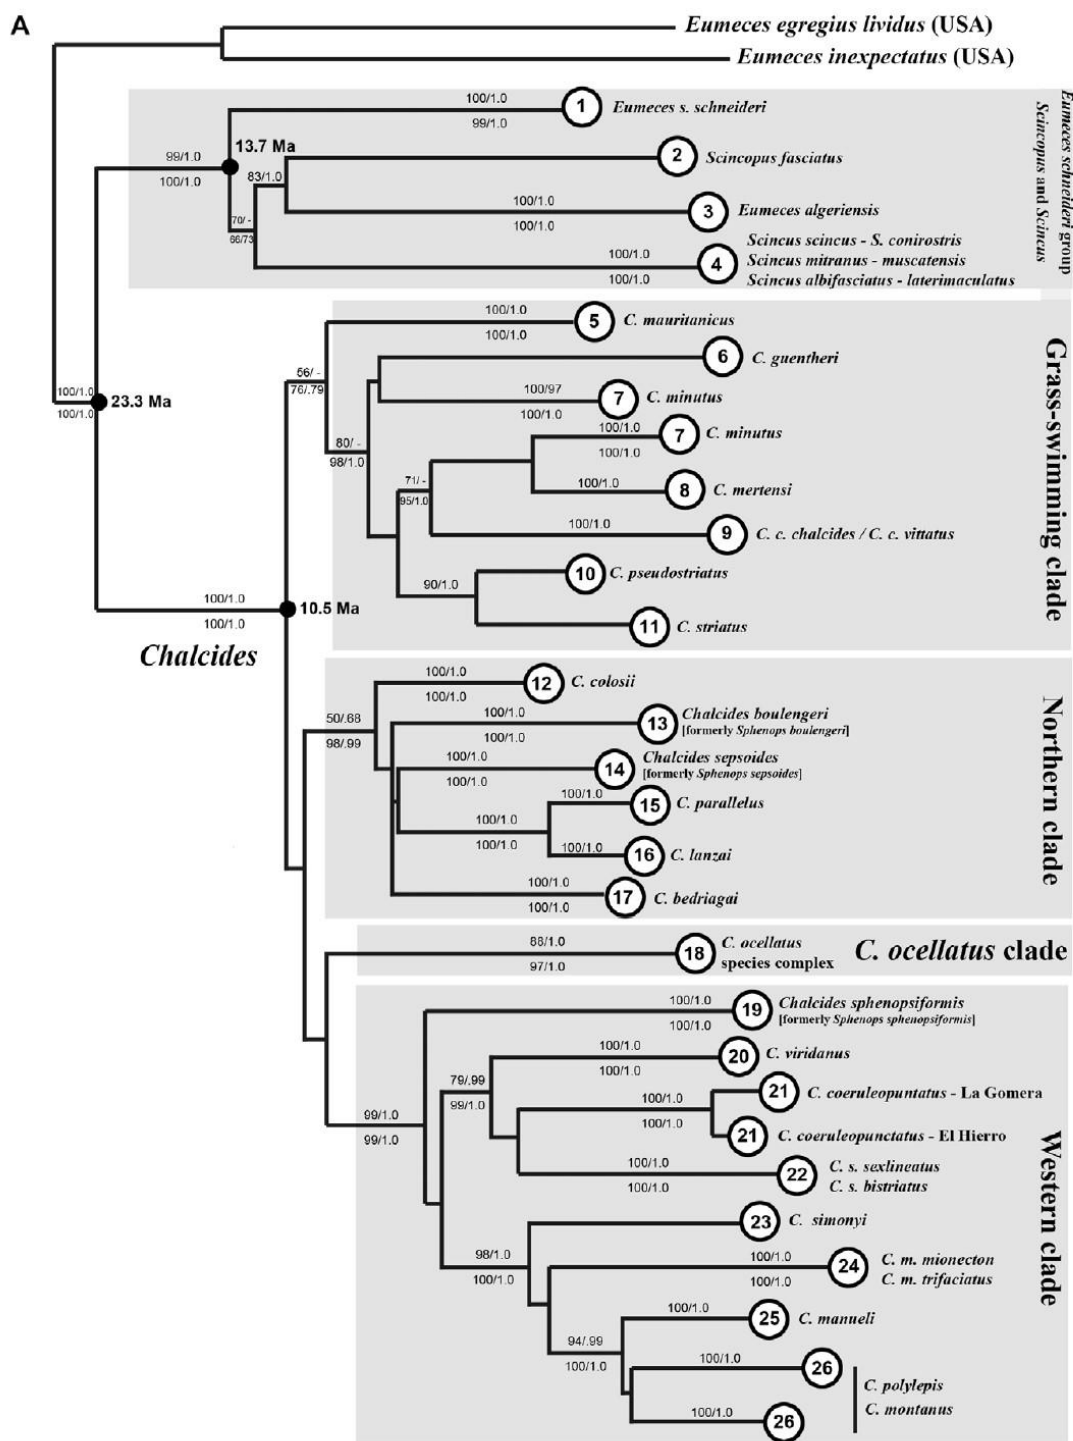 A
Eumeces egregius lividus (USA)
Eumeces inexpectatus (USA)
Eumeces schneideri group
Scincopus and Scincus
100/1.0
1
Eumeces s. schneideri
99/1.0
13.7 Ma
99/1.0
100/1.0
2
Scincopus fasciatus
83/1.0
100/1.0
3
Eumeces algeriensis
100/1.0
70/ -
66/73
Scincus scincus - S. conirostris
100/1.0
4
Scincus mitranus - muscatensis
100/1.0
Scincus albifasciatus - laterimaculatus
Grass-swimming clade
100/1.0
5
C. mauritanicus
100/1.0
6
C. guentheri
56/ -
76/.79
100/97
7
C. minutus
100/1.0
100/1.0
23.3 Ma
100/1.0
100/1.0
7
C. minutus
100/1.0
80/ -
98/1.0
71/ -
95/1.0
100/1.0
8
C. mertensi
100/1.0
9
C. c. chalcides / C. c. vittatus
90/1.0
10
C. pseudostriatus
100/1.0
10.5 Ma
100/1.0
11
C. striatus
Chalcides
Northern clade
100/1.0
12
C. colosii
100/1.0
50/.68
98/.99
100/1.0
13
Chalcides boulengeri
[formerly Sphenops boulengeri]
100/1.0
100/1.0
14
Chalcides sepsoides
[formerly Sphenops sepsoides]
100/1.0
100/1.0
15
C. parallelus
100/1.0
100/1.0
100/1.0
16
C. lanzai
100/1.0
17
C. bedriagai
100/1.0
88/1.0
18
C. ocellatus
species complex
97/1.0
C. ocellatus clade
Western clade
100/1.0
19
Chalcides sphenopsiformis
[formerly Sphenops sphenopsiformis]
100/1.0
100/1.0
20
C. viridanus
100/1.0
79/.99
99/1.0
100/1.0
21
C. coeruleopuntatus - La Gomera
100/1.0
21
C. coeruleopunctatus - El Hierro
99/1.0
99/1.0
100/1.0
22
C. s. sexlineatus
C. s. bistriatus
100/1.0
23
C. simonyi
98/1.0
100/1.0
100/1.0
24
C. m. mionecton
C. m. trifaciatus
100/1.0
100/1.0
25
C. manueli
94/.99
100/1.0
100/1.0
26
C. polylepis
C. montanus
100/1.0
26